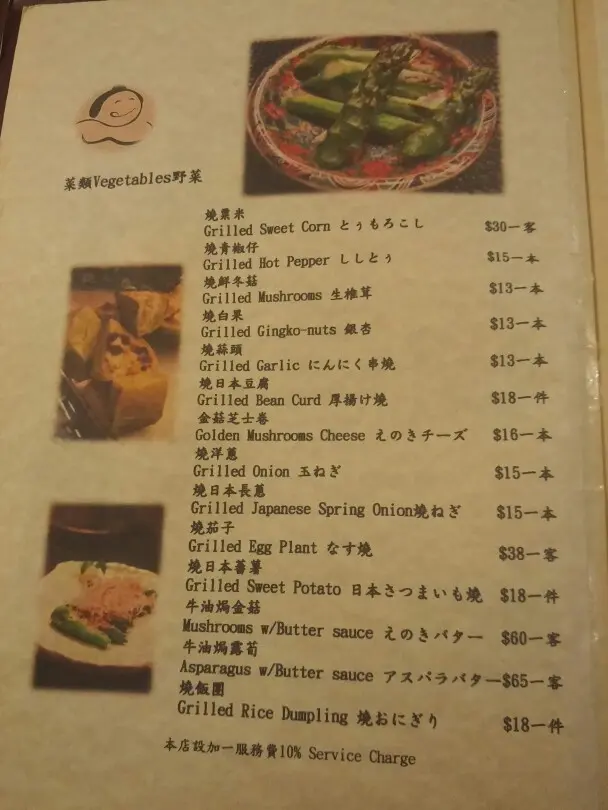 菜類Vegetables野菜
燒粟米
Grilled Sweet Corn とぅもろこし $30一客
燒青椒仔
Grilled Hot Pepper ししとぅ $15一本
燒鮮冬菇
Grilled Mushrooms 生椎茸 $13一本
燒白果
Grilled Gingko-nuts 銀杏 $13一本
燒蒜頭
Grilled Garlic にんにく串燒 $13一本
燒日本豆腐
Grilled Bean Curd 厚揚げ燒 $18一件
金菇芝士卷
Golden Mushrooms Cheese えのきチーズ $16一本
燒洋蔥
Grilled Onion 玉ねぎ $15一本
燒日本長蔥
Grilled Japanese Spring Onion燒ねぎ $15一本
燒茄子
Grilled Egg Plant なす燒 $38一客
燒日本蕃薯
Grilled Sweet Potato 日本さつまいも燒 $18一件
牛油焗金菇
Mushrooms w/Butter sauce えのきバター $60一客
牛油焗露荀
Asparagus w/Butter sauce アスパラバター$65一客
燒飯團
Grilled Rice Dumpling 燒おにぎり $18一件
本店設加一服務費10% Service Charge